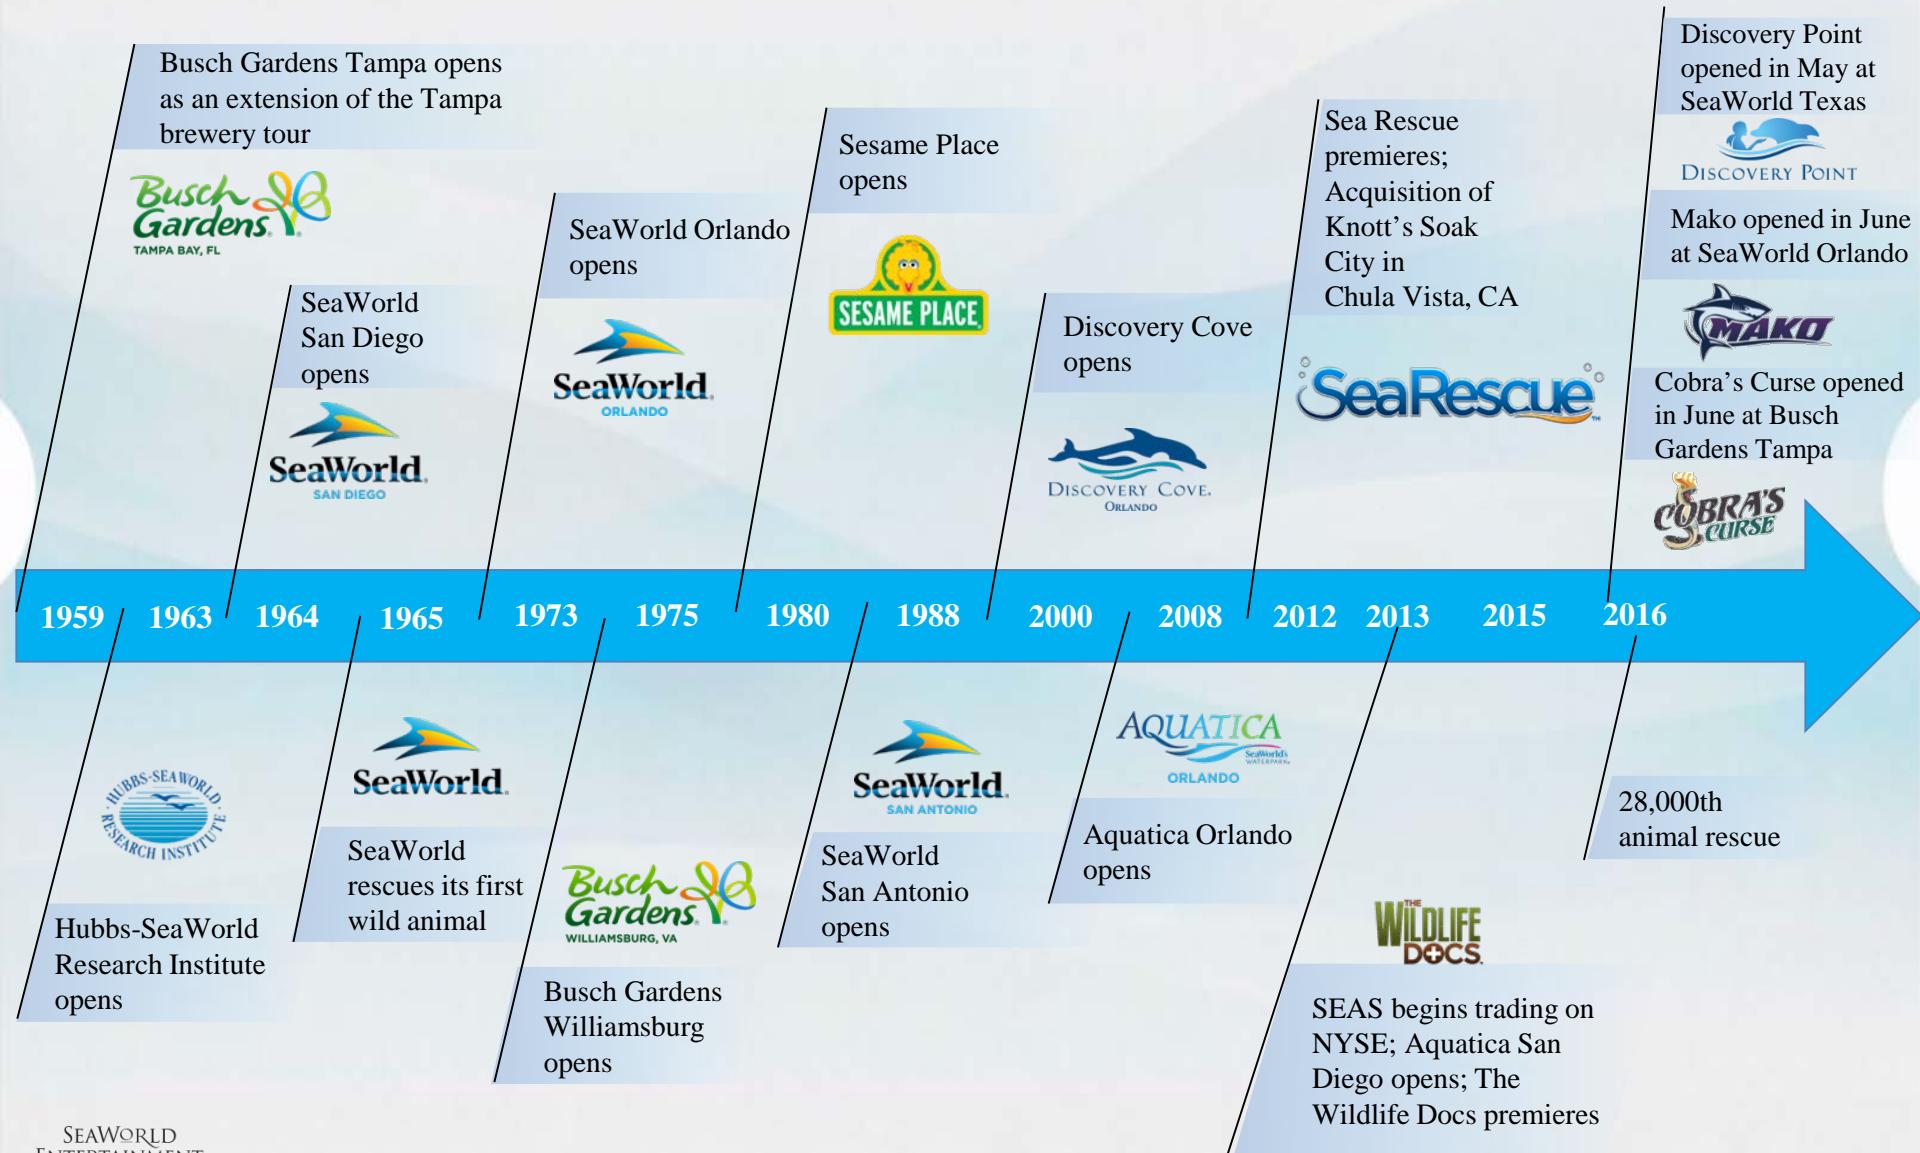 Busch Gardens Tampa opens
as an extension of the Tampa
brewery tour
Busch
Gardens
TAMPA BAY, FL
SeaWorld
San Diego
opens
SeaWorld
SAN DIEGO
SeaWorld Orlando
opens
SeaWorld
ORLANDO
Sesame Place
opens
SESAME PLACE
Discovery Cove
opens
DISCOVERY COVE
ORLANDO
Sea Rescue
premieres;
Acquisition of
Knott's Soak
City in
Chula Vista, CA
SeaRescue
Discovery Point
opened in May at
SeaWorld Texas
DISCOVERY POINT
Mako opened in June
at SeaWorld Orlando
MAKO
Cobra's Curse opened
in June at Busch
Gardens Tampa
COBRA'S
CURSE
1959 1963 1964 1965 1973 1975 1980 1988 2000 2008 2012 2013 2015 2016
HUBBS-SEAWORLD
RESEARCH INSTITUTE
Hubbs-SeaWorld
Research Institute
opens
SeaWorld
SeaWorld
rescues its first
wild animal
Busch
Gardens
WILLIAMSBURG, VA
Busch Gardens
Williamsburg
opens
SeaWorld
SAN ANTONIO
SeaWorld
San Antonio
opens
AQUATICA
SeaWorld's
WATERPARK
ORLANDO
Aquatica Orlando
opens
THE
WILDLIFE
DOCS
SEAS begins trading on
NYSE; Aquatica San
Diego opens; The
Wildlife Docs premieres
28,000th
animal rescue
SEAWORLD
ENTERTAINMENT